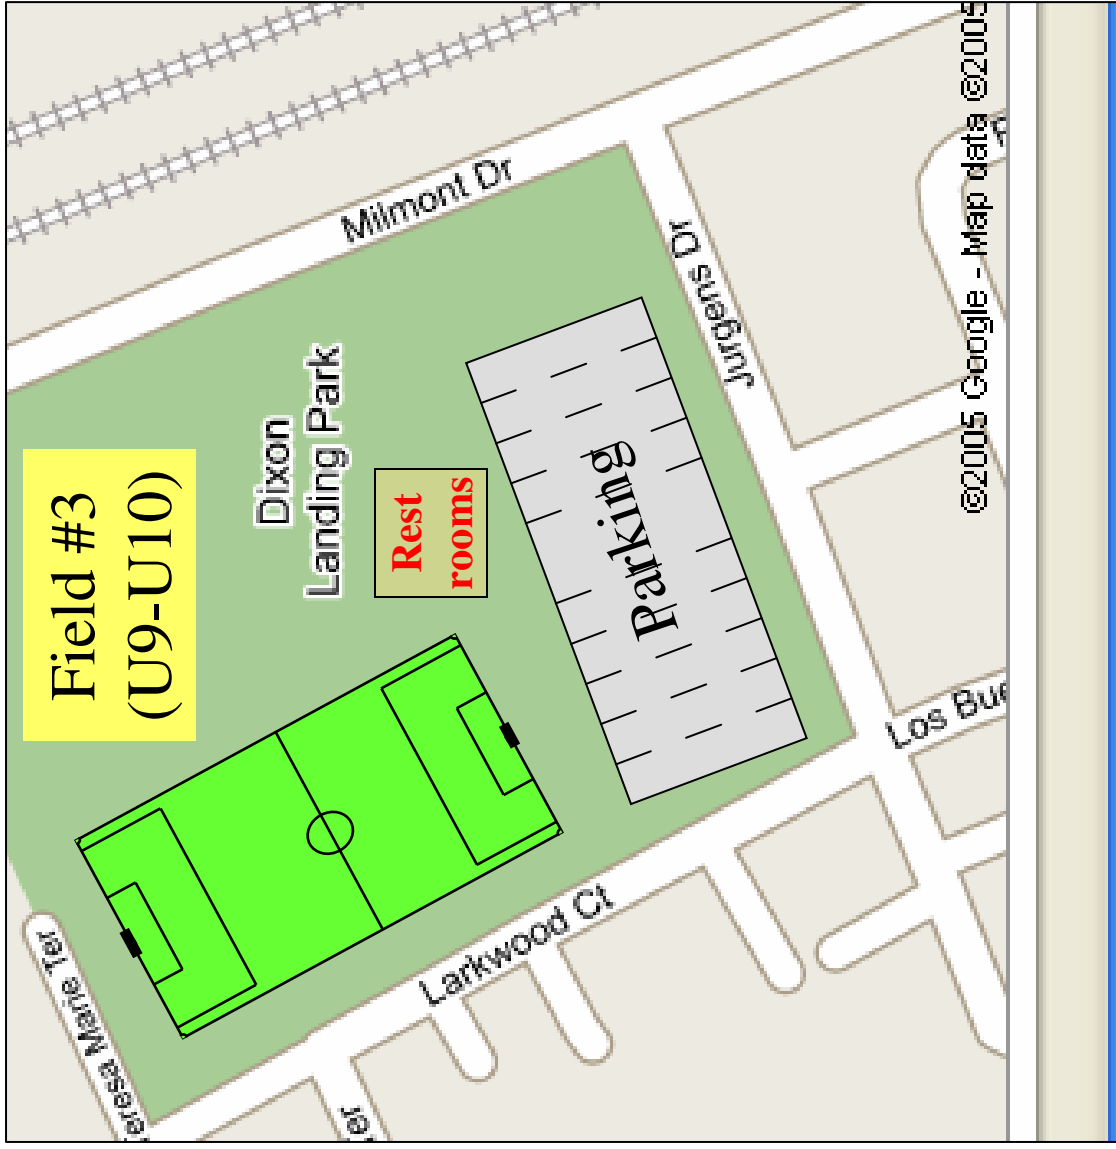 Field #3
(U9-U10)
Dixon
Landing Park
Rest
rooms
Parking
Milmont Dr
Jurgens Dr
Larkwood Ct
Los Bue
eresa Marie Ter
er
©2005 Google - Map data ©2005